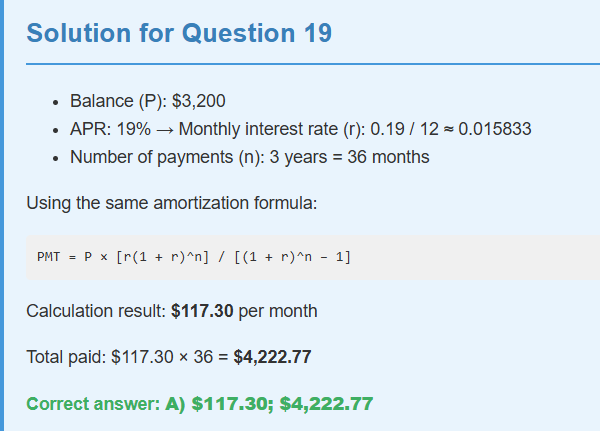 Solution for Question 19
• Balance (P): $3,200
• APR: 19% → Monthly interest rate (r): 0.19 / 12 ≈ 0.015833
• Number of payments (n): 3 years = 36 months
Using the same amortization formula:
PMT = P × [r(1 + r)^n] / [(1 + r)^n − 1]
Calculation result: $117.30 per month
Total paid: $117.30 × 36 = $4,222.77
Correct answer: A) $117.30; $4,222.77